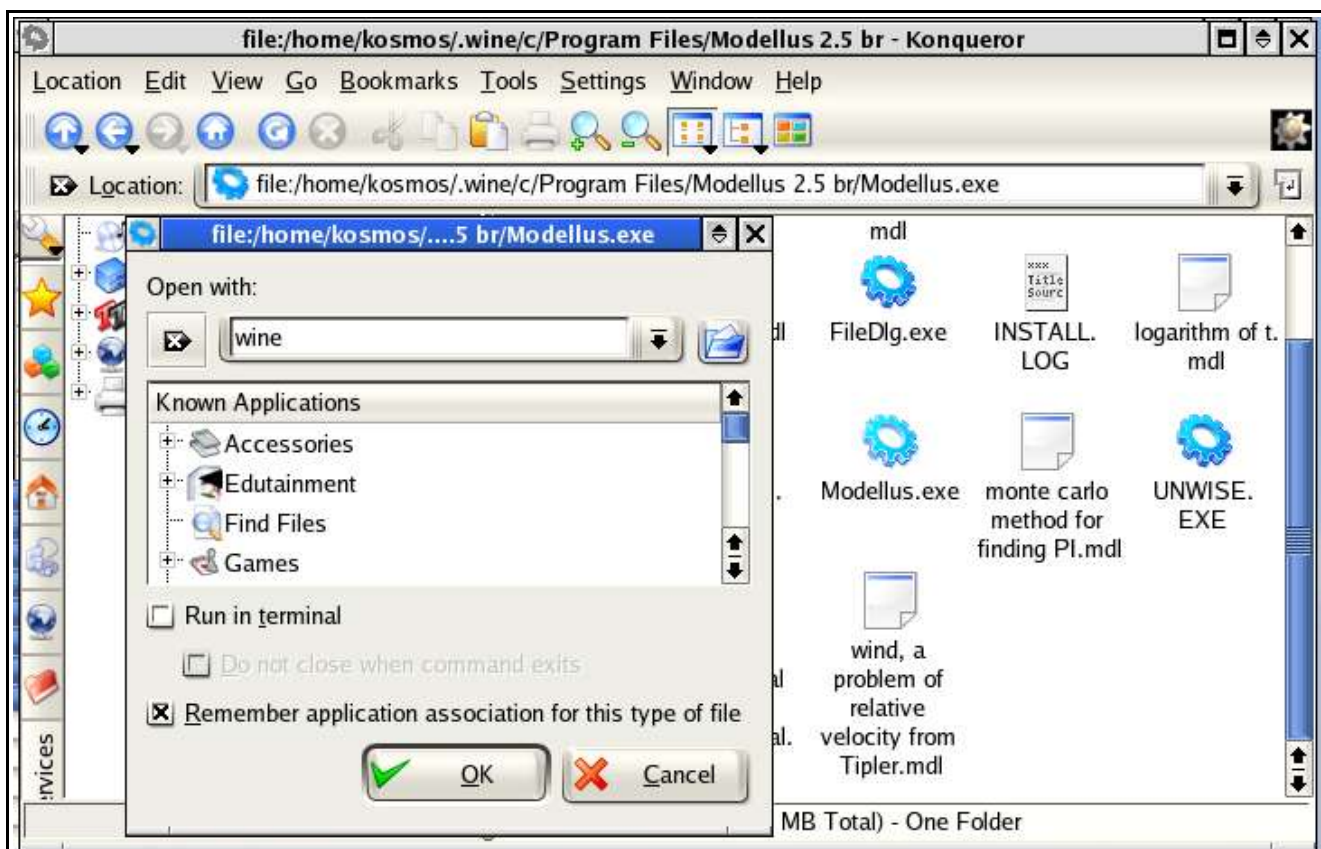 file:/home/kosmos/.wine/c/Program Files/Modellus 2.5 br - Konqueror
Location Edit View Go Bookmarks Tools Settings Window Help
Location: file:/home/kosmos/.wine/c/Program Files/Modellus 2.5 br/Modellus.exe
file:/home/kosmos/....5 br/Modellus.exe
Open with:
wine
Known Applications
Accessories
Edutainment
Find Files
Games
Run in terminal
Do not close when command exits
Remember application association for this type of file
OK Cancel
mdl
FileDlg.exe
xxx
Title
Sourc
INSTALL.
LOG
logarithm of t.
mdl
Modellus.exe
monte carlo
method for
finding PI.mdl
UNWISE.
EXE
wind, a
problem of
relative
velocity from
Tipler.mdl
MB Total) - One Folder